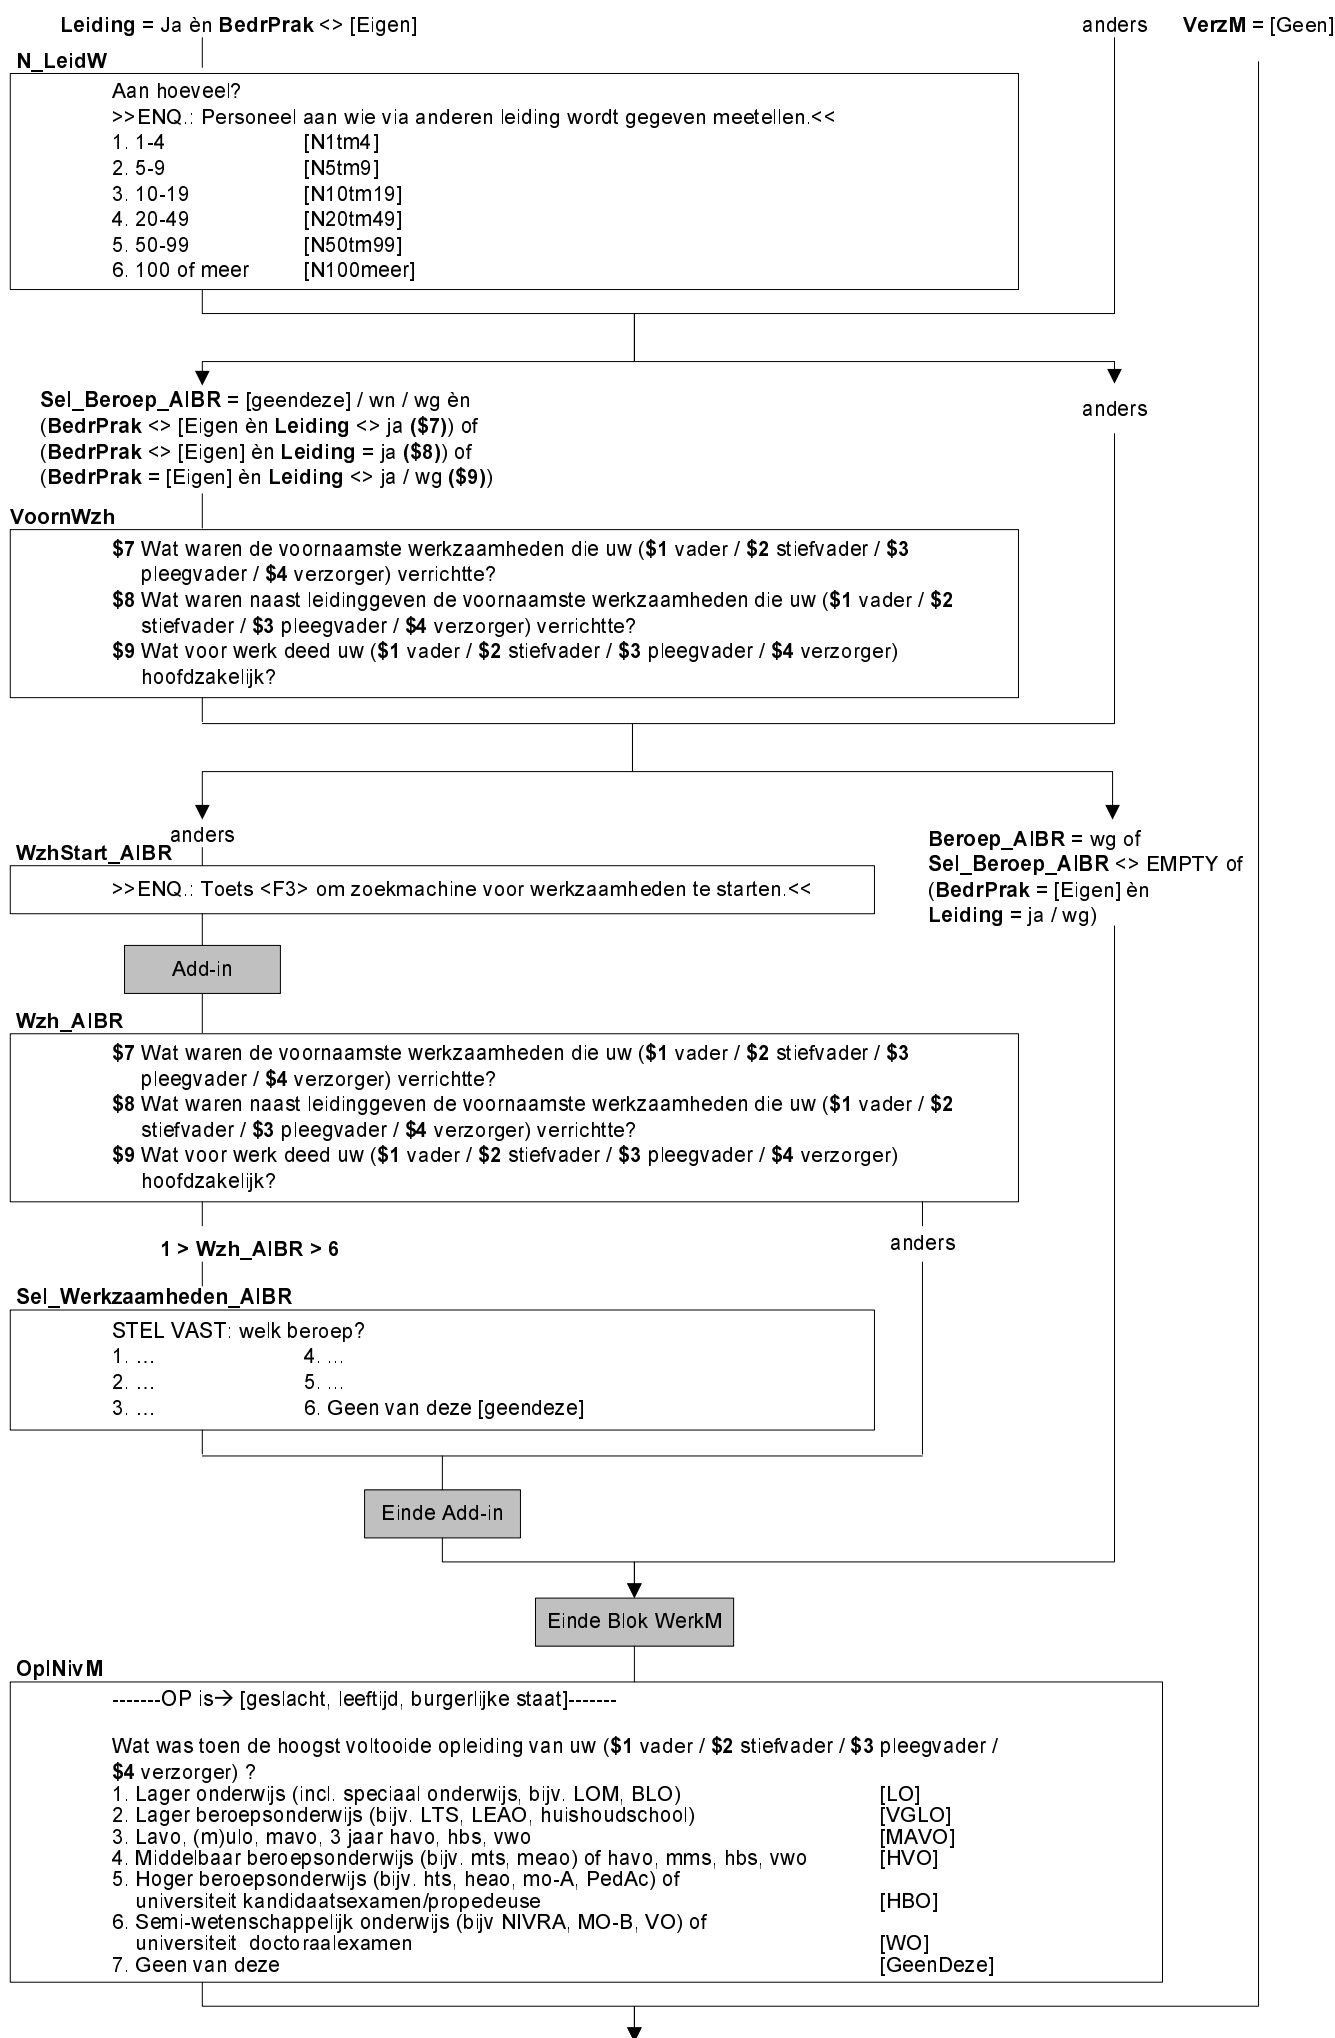 Leiding = Ja èn BedrPrak <> [Eigen]
anders
VerzM = [Geen]
N_LeidW
Aan hoeveel?
>>ENQ.: Personeel aan wie via anderen leiding wordt gegeven meetellen.<<
1. 1-4 [N1tm4]
2. 5-9 [N5tm9]
3. 10-19 [N10tm19]
4. 20-49 [N20tm49]
5. 50-99 [N50tm99]
6. 100 of meer [N100meer]
Sel_Beroep_AIBR = [geendeze] / wn / wg èn
(BedrPrak <> [Eigen èn Leiding <> ja ($7)) of
(BedrPrak <> [Eigen] èn Leiding = ja ($8)) of
(BedrPrak = [Eigen] èn Leiding <> ja / wg ($9))
anders
VoornWzh
$7 Wat waren de voornaamste werkzaamheden die uw ($1 vader / $2 stiefvader / $3
pleegvader / $4 verzorger) verrichtte?
$8 Wat waren naast leidinggeven de voornaamste werkzaamheden die uw ($1 vader / $2
stiefvader / $3 pleegvader / $4 verzorger) verrichtte?
$9 Wat voor werk deed uw ($1 vader / $2 stiefvader / $3 pleegvader / $4 verzorger)
hoofdzakelijk?
anders
Beroep_AIBR = wg of
Sel_Beroep_AIBR <> EMPTY of
(BedrPrak = [Eigen] èn
Leiding = ja / wg)
WzhStart_AIBR
>>ENQ.: Toets <F3> om zoekmachine voor werkzaamheden te starten.<<
Add-in
Wzh_AIBR
$7 Wat waren de voornaamste werkzaamheden die uw ($1 vader / $2 stiefvader / $3
pleegvader / $4 verzorger) verrichtte?
$8 Wat waren naast leidinggeven de voornaamste werkzaamheden die uw ($1 vader / $2
stiefvader / $3 pleegvader / $4 verzorger) verrichtte?
$9 Wat voor werk deed uw ($1 vader / $2 stiefvader / $3 pleegvader / $4 verzorger)
hoofdzakelijk?
1 > Wzh_AIBR > 6
anders
Sel_Werkzaamheden_AIBR
STEL VAST: welk beroep?
1. ... 4. ...
2. ... 5. ...
3. ... 6. Geen van deze [geendeze]
Einde Add-in
Einde Blok WerkM
OplNivM
-------OP is→ [geslacht, leeftijd, burgerlijke staat]-------
Wat was toen de hoogst voltooide opleiding van uw ($1 vader / $2 stiefvader / $3 pleegvader /
$4 verzorger) ?
1. Lager onderwijs (incl. speciaal onderwijs, bijv. LOM, BLO) [LO]
2. Lager beroepsonderwijs (bijv. LTS, LEAO, huishoudschool) [VGLO]
3. Lavo, (m)ulo, mavo, 3 jaar havo, hbs, vwo [MAVO]
4. Middelbaar beroepsonderwijs (bijv. mts, meao) of havo, mms, hbs, vwo [HVO]
5. Hoger beroepsonderwijs (bijv. hts, heao, mo-A, PedAc) of
universiteit kandidaatsexamen/propedeuse [HBO]
6. Semi-wetenschappelijk onderwijs (bijv NIVRA, MO-B, VO) of
universiteit doctoraalexamen [WO]
7. Geen van deze [GeenDeze]